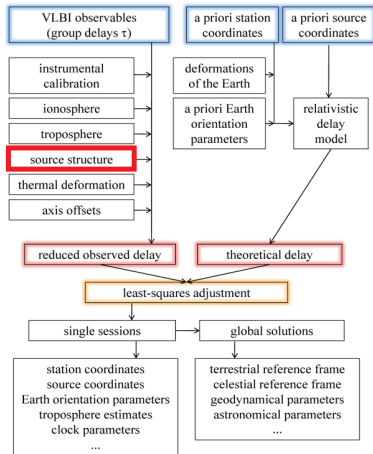 VLBI observables
(group delays τ)
a priori station
coordinates
a priori source
coordinates
instrumental
calibration
ionosphere
troposphere
source structure
thermal deformation
axis offsets
deformations
of the Earth
a priori Earth
orientation
parameters
relativistic
delay
model
reduced observed delay
theoretical delay
least-squares adjustment
single sessions
global solutions
station coordinates
source coordinates
Earth orientation parameters
troposphere estimates
clock parameters
...
terrestrial reference frame
celestial reference frame
geodynamical parameters
astronomical parameters
...